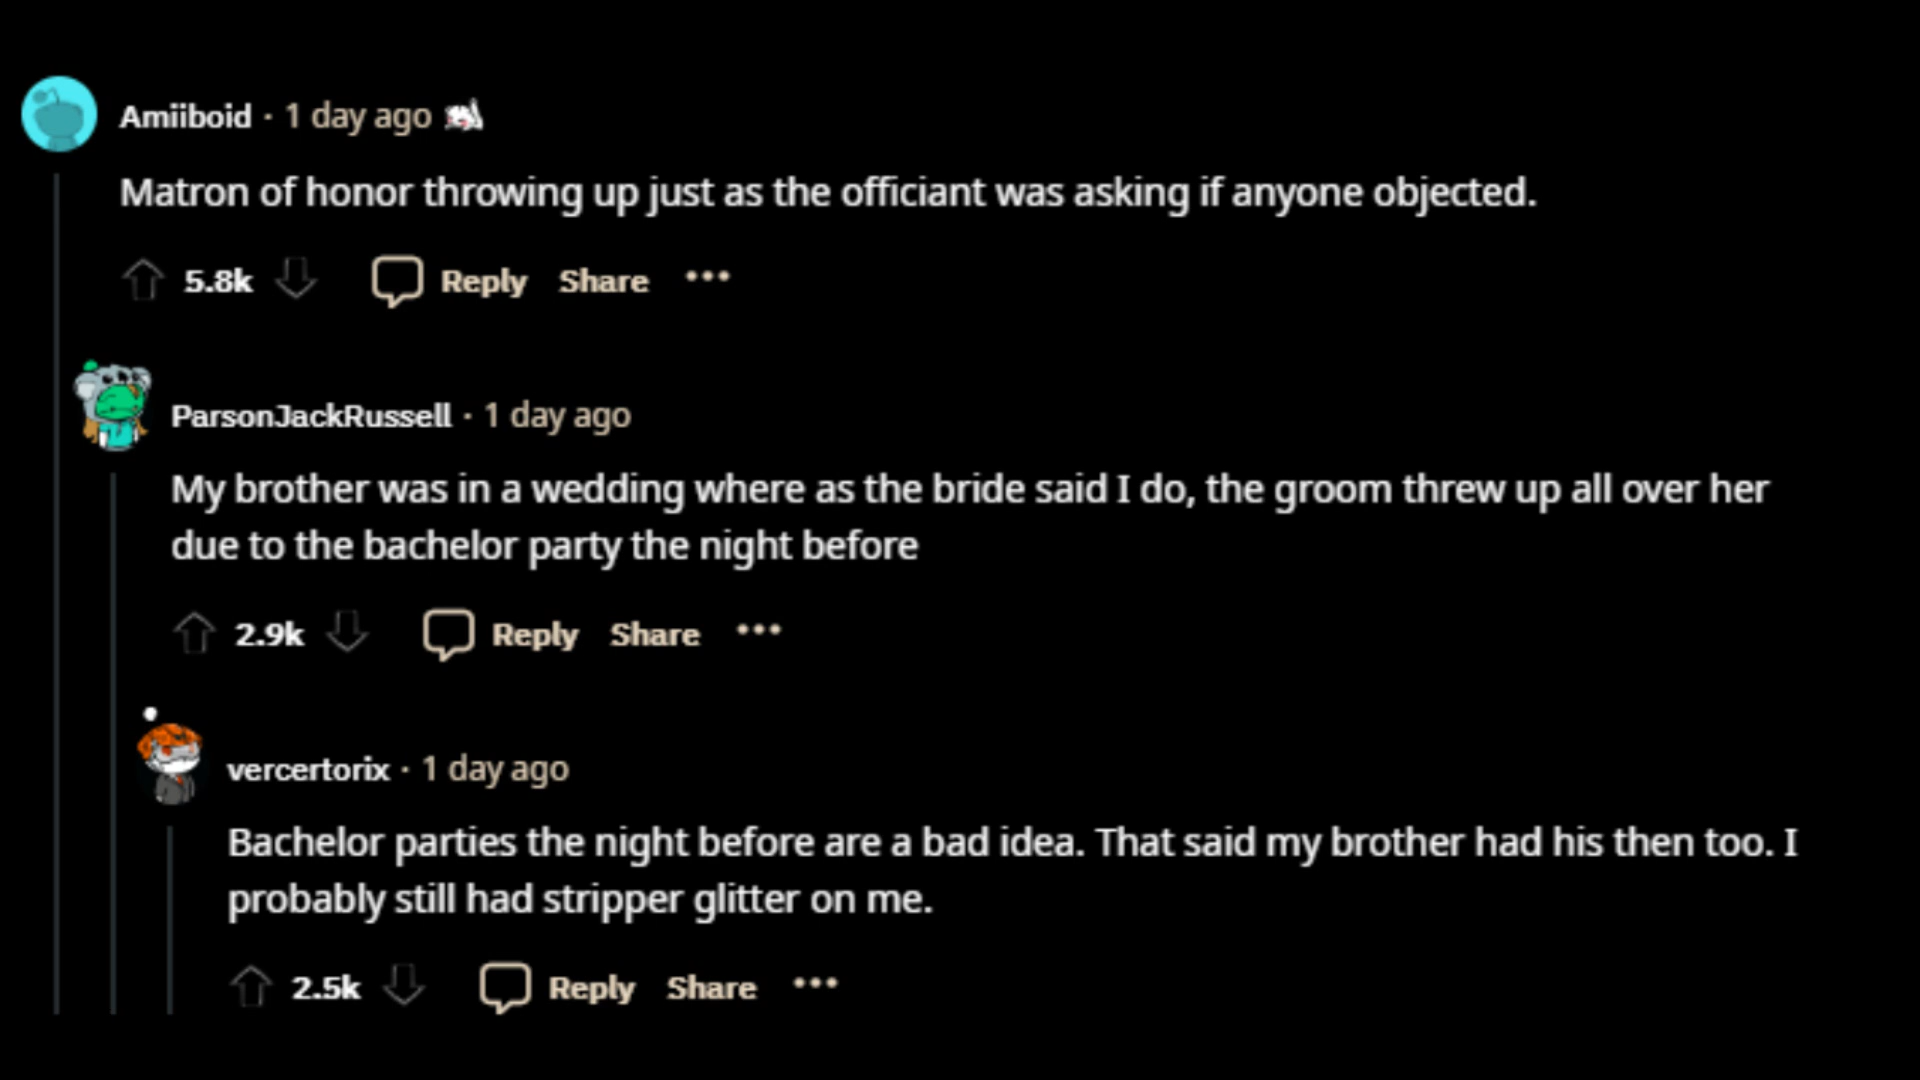 Amiiboid · 1 day ago
Matron of honor throwing up just as the officiant was asking if anyone objected.
5.8k Reply Share ···
ParsonJackRussell · 1 day ago
My brother was in a wedding where as the bride said I do, the groom threw up all over her
due to the bachelor party the night before
2.9k Reply Share ···
vercertorix · 1 day ago
Bachelor parties the night before are a bad idea. That said my brother had his then too. I
probably still had stripper glitter on me.
2.5k Reply Share ···